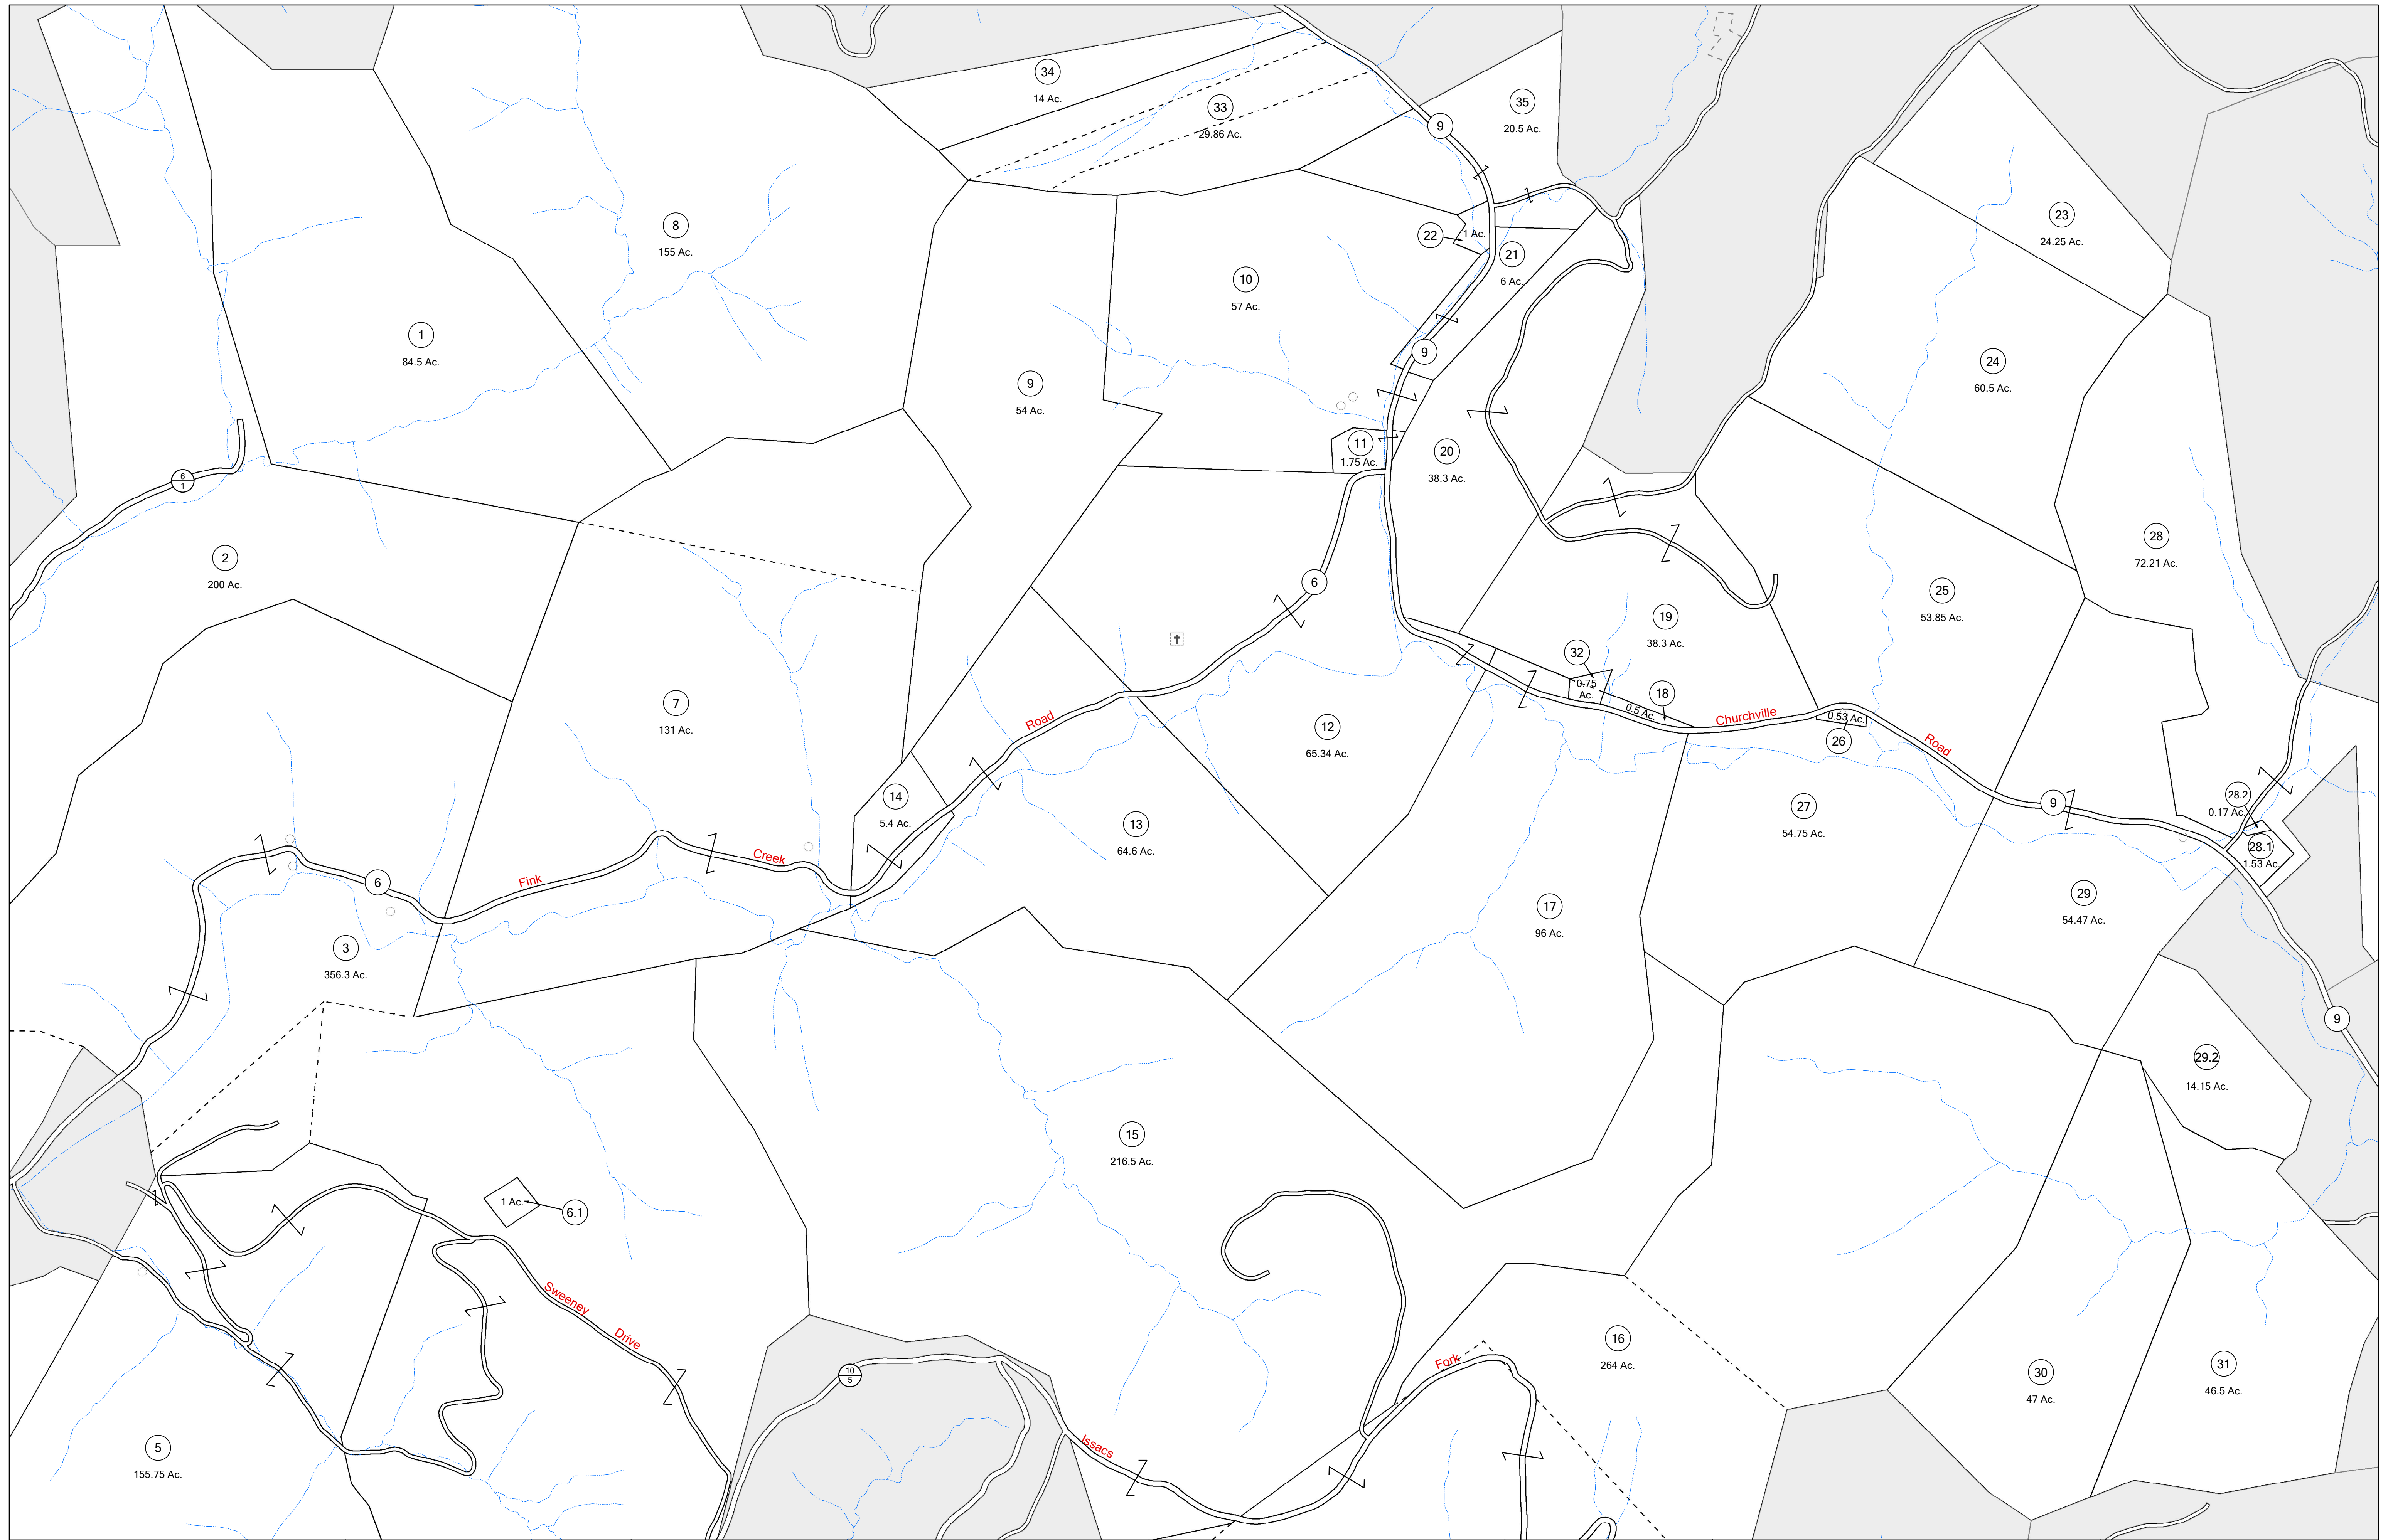 34
14 Ac.
33
29.86 Ac.
35
20.5 Ac.
9
23
24.25 Ac.
8
155 Ac.
22
1 Ac.
21
6 Ac.
10
57 Ac.
1
84.5 Ac.
9
24
60.5 Ac.
9
54 Ac.
11
1.75 Ac.
20
38.3 Ac.
6
1
28
72.21 Ac.
2
200 Ac.
6
25
53.85 Ac.
19
38.3 Ac.
32
0.75
Ac.
18
0.5 Ac.
7
131 Ac.
Road
12
65.34 Ac.
Churchville
0.53 Ac.
26
Road
14
5.4 Ac.
13
64.6 Ac.
27
54.75 Ac.
9
28.2
0.17 Ac.
28.1
1.53 Ac.
Creek
Fink
6
29
54.47 Ac.
17
96 Ac.
3
356.3 Ac.
9
29.2
14.15 Ac.
15
216.5 Ac.
1 Ac.
6.1
Sweeney
Drive
16
264 Ac.
Fork
10
5
31
46.5 Ac.
30
47 Ac.
Issacs
5
155.75 Ac.